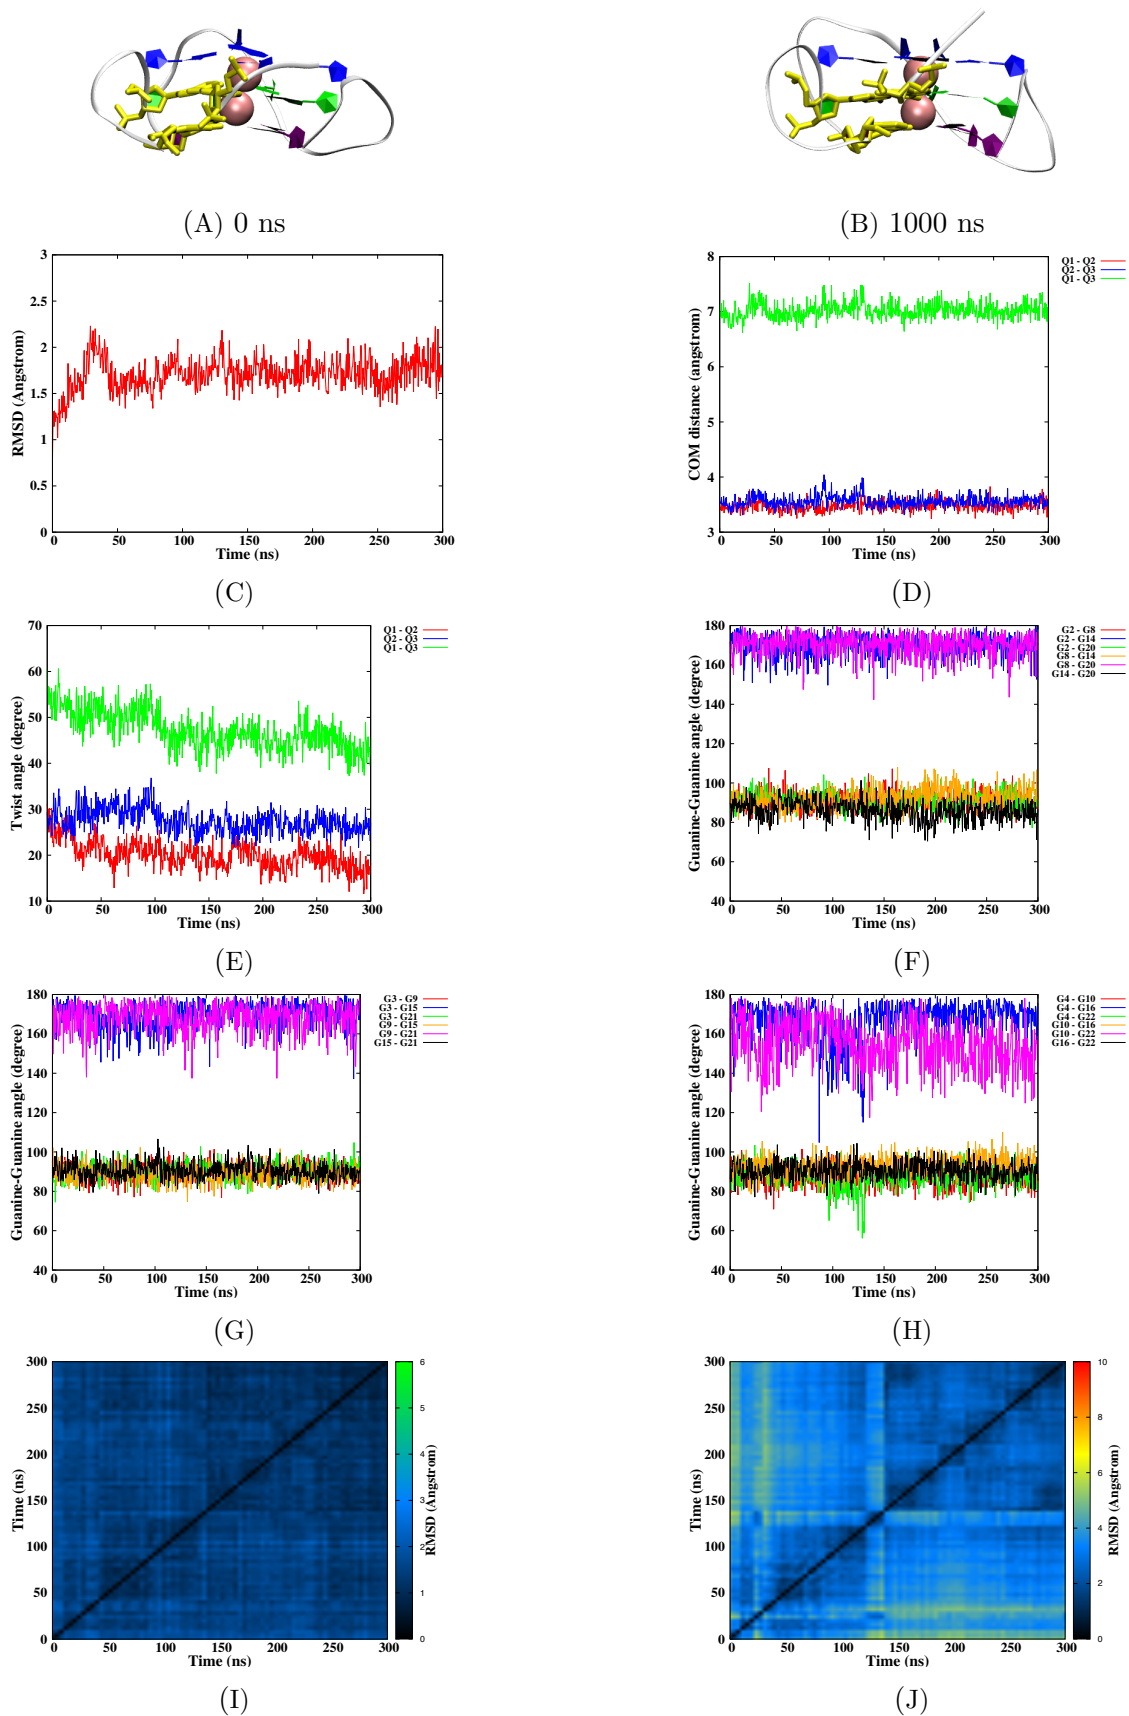 (A) 0 ns
(B) 1000 ns
3
2.5
2
1.5
1
0.5
0
RMSD (Angstrom)
0 50 100 150 200 250 300
Time (ns)
(C)
8
7
6
5
4
3
COM distance (angstrom)
Q1 - Q2
Q2 - Q3
Q1 - Q3
0 50 100 150 200 250 300
Time (ns)
(D)
70
60
50
40
30
20
10
Twist angle (degree)
Q1 - Q2
Q2 - Q3
Q1 - Q3
0 50 100 150 200 250 300
Time (ns)
(E)
180
160
140
120
100
80
60
40
Guanine-Guanine angle (degree)
G2 - G8
G2 - G14
G2 - G20
G8 - G14
G8 - G20
G14 - G20
0 50 100 150 200 250 300
Time (ns)
(F)
180
160
140
120
100
80
60
40
Guanine-Guanine angle (degree)
G3 - G9
G3 - G15
G3 - G21
G9 - G15
G9 - G21
G15 - G21
0 50 100 150 200 250 300
Time (ns)
(G)
180
160
140
120
100
80
60
40
Guanine-Guanine angle (degree)
G4 - G10
G4 - G16
G4 - G22
G10 - G16
G10 - G22
G16 - G22
0 50 100 150 200 250 300
Time (ns)
(H)
300
250
200
150
100
50
0
Time (ns)
0 50 100 150 200 250 300
Time (ns)
6
5
4
3
2
1
0
RMSD (Angstrom)
(I)
300
250
200
150
100
50
0
Time (ns)
0 50 100 150 200 250 300
Time (ns)
10
8
6
4
2
0
RMSD (Angstrom)
(J)